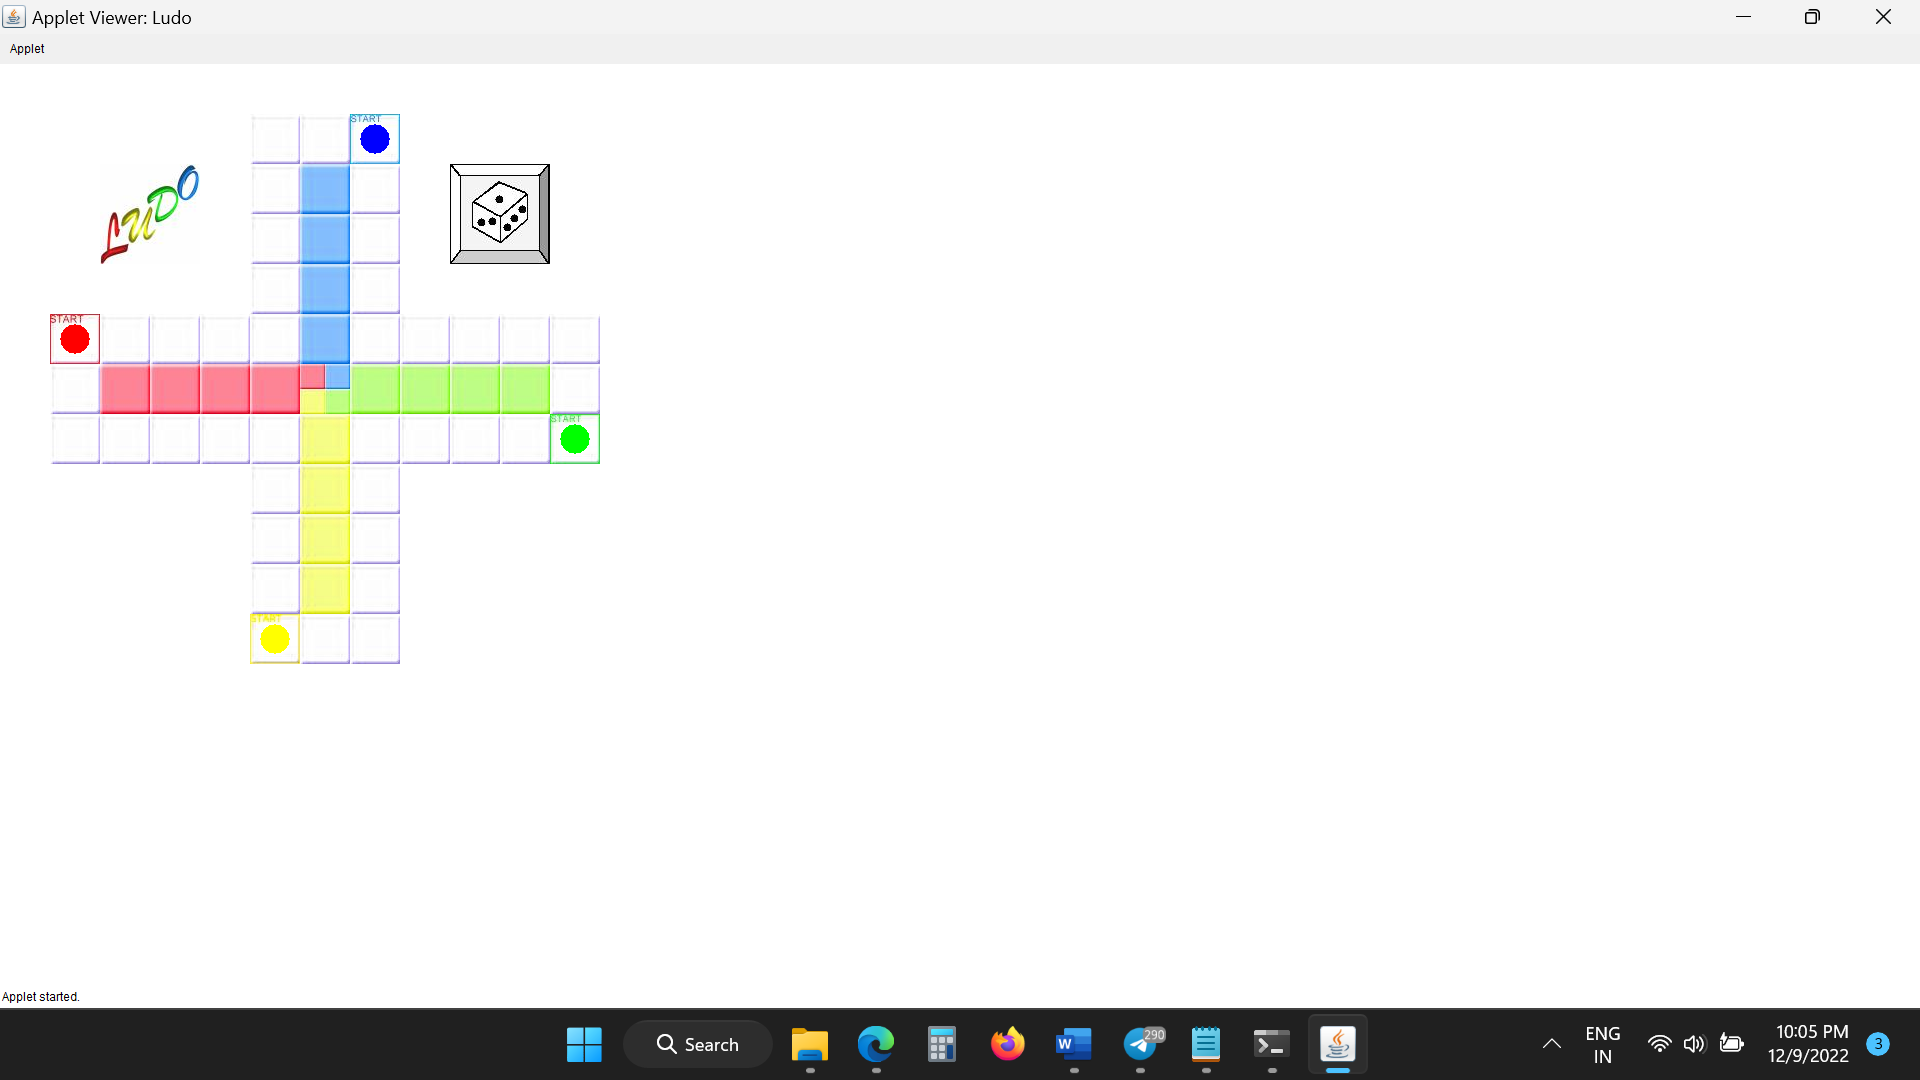 Applet Viewer: Ludo
Applet
START
LUDO
START
START
START
Applet started.
Search
W
290
ENG
IN
10:05 PM
12/9/2022
3